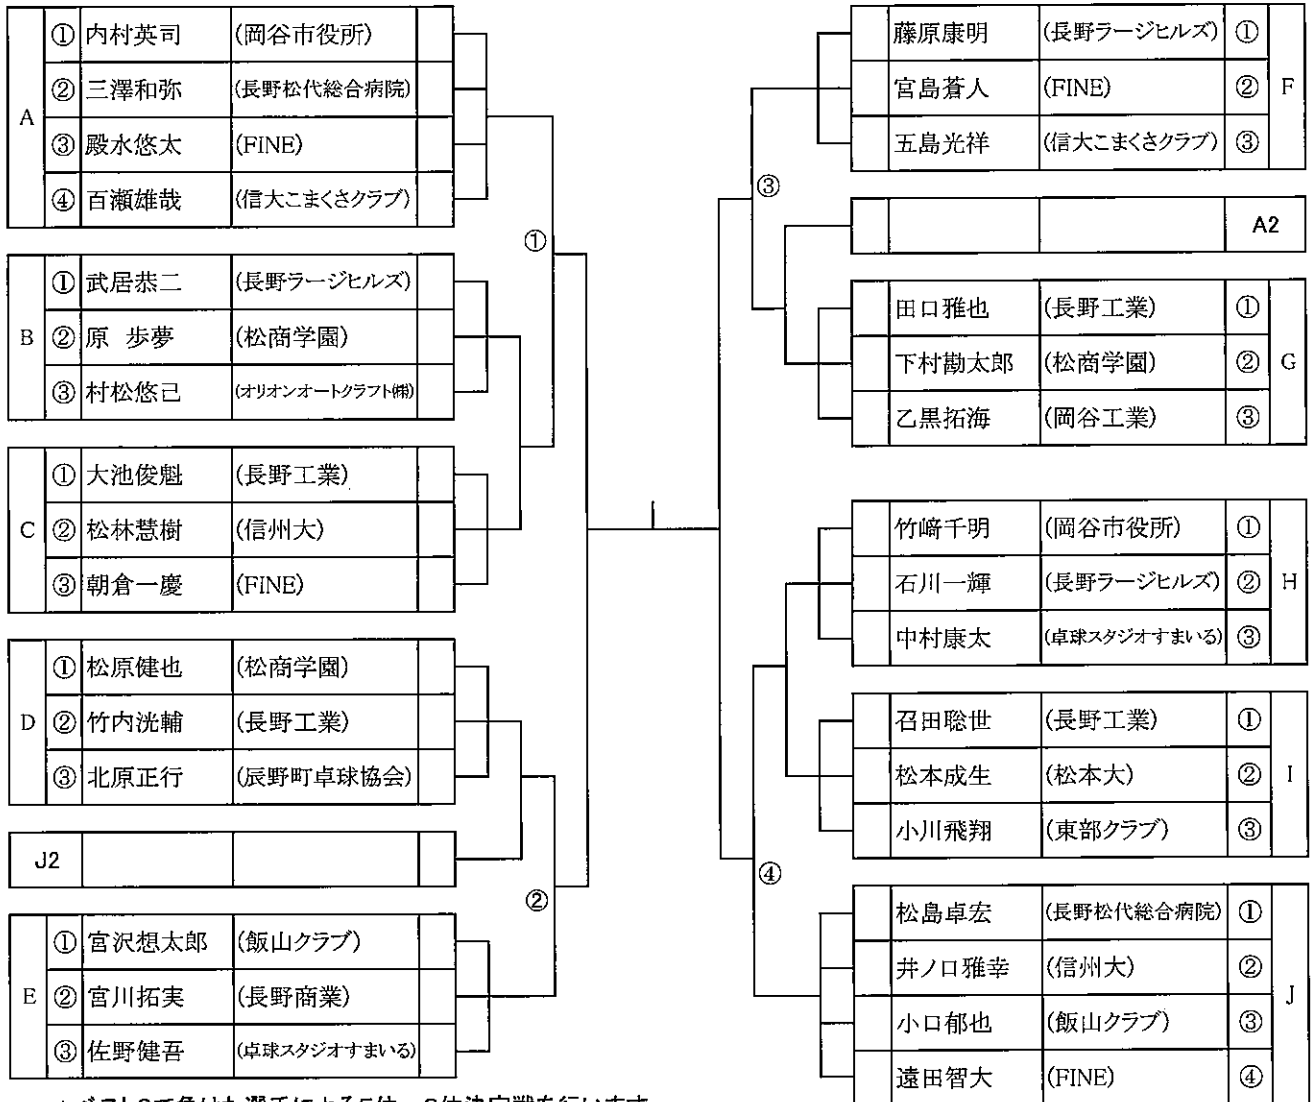 A
① 内村英司 (岡谷市役所)
② 三澤和弥 (長野松代総合病院)
③ 殿水悠太 (FINE)
④ 百瀬雄哉 (信大こまくさクラブ)
①
B
① 武居恭二 (長野ラージヒルズ)
② 原 歩夢 (松商学園)
③ 村松悠己 (オリオンオートクラフト㈱)
C
① 大池俊魁 (長野工業)
② 松林慧樹 (信州大)
③ 朝倉一慶 (FINE)
D
① 松原健也 (松商学園)
② 竹内洸輔 (長野工業)
③ 北原正行 (辰野町卓球協会)
J2
②
E
① 宮沢想太郎 (飯山クラブ)
② 宮川拓実 (長野商業)
③ 佐野健吾 (卓球スタジオすまいる)
藤原康明 (長野ラージヒルズ) ①
宮島蒼人 (FINE) ②
五島光祥 (信大こまくさクラブ) ③
F
③
A2
田口雅也 (長野工業) ①
下村勘太郎 (松商学園) ②
乙黒拓海 (岡谷工業) ③
G
竹﨑千明 (岡谷市役所) ①
石川一輝 (長野ラージヒルズ) ②
中村康太 (卓球スタジオすまいる) ③
H
召田聡世 (長野工業) ①
松本成生 (松本大) ②
小川飛翔 (東部クラブ) ③
I
④
松島卓宏 (長野松代総合病院) ①
井ノ口雅幸 (信州大) ②
小口郁也 (飯山クラブ) ③
遠田智大 (FINE) ④
J